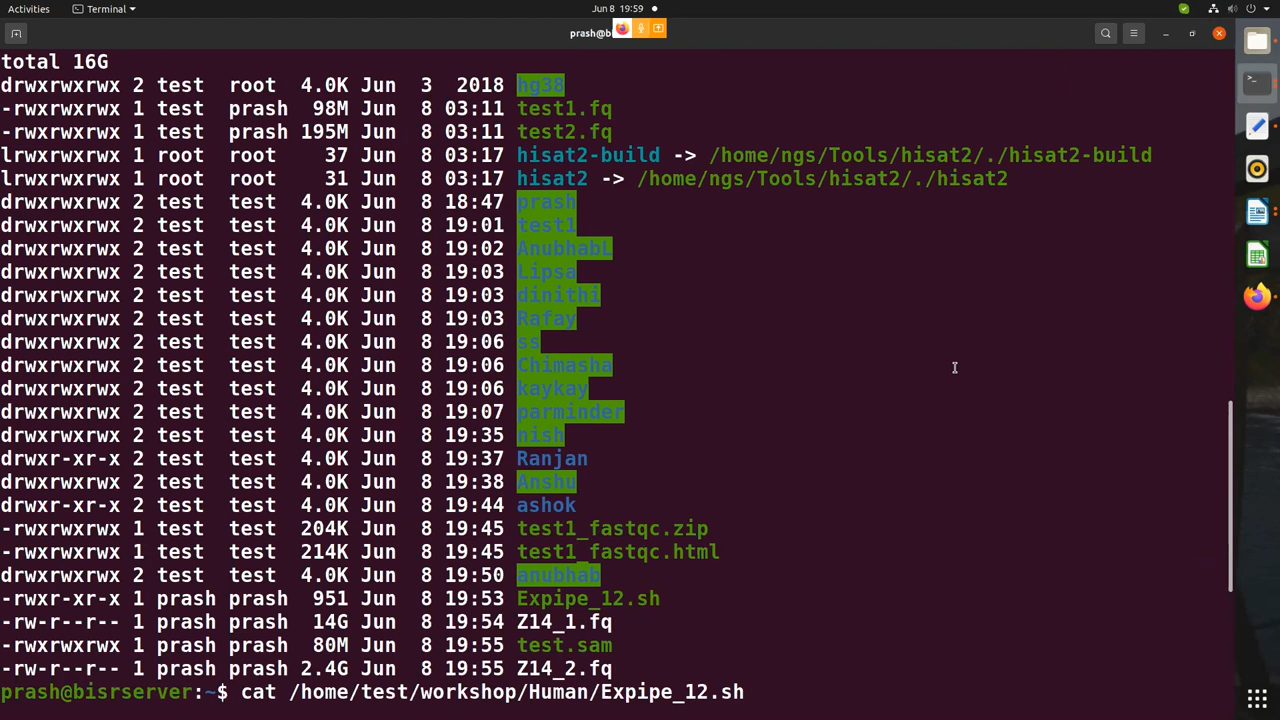 Activities Terminal Jun 8 19:59
prash@bi
total 16G
drwxrwxrwx 2 test root 4.0K Jun 3 2018 hg38
-rwxrwxrwx 1 test prash 98M Jun 8 03:11 test1.fq
-rwxrwxrwx 1 test prash 195M Jun 8 03:11 test2.fq
lrwxrwxrwx 1 root root 37 Jun 8 03:17 hisat2-build -> /home/ngs/Tools/hisat2/./hisat2-build
lrwxrwxrwx 1 root root 31 Jun 8 03:17 hisat2 -> /home/ngs/Tools/hisat2/./hisat2
drwxrwxrwx 2 test test 4.0K Jun 8 18:47 prash
drwxrwxrwx 2 test test 4.0K Jun 8 19:01 test1
drwxrwxrwx 2 test test 4.0K Jun 8 19:02 AnubhabL
drwxrwxrwx 2 test test 4.0K Jun 8 19:03 Lipsa
drwxrwxrwx 2 test test 4.0K Jun 8 19:03 dinithi
drwxrwxrwx 2 test test 4.0K Jun 8 19:03 Rafay
drwxrwxrwx 2 test test 4.0K Jun 8 19:06 ss
drwxrwxrwx 2 test test 4.0K Jun 8 19:06 Chimasha
drwxrwxrwx 2 test test 4.0K Jun 8 19:06 kaykay
drwxrwxrwx 2 test test 4.0K Jun 8 19:07 parminder
drwxrwxrwx 2 test test 4.0K Jun 8 19:35 nish
drwxr-xr-x 2 test test 4.0K Jun 8 19:37 Ranjan
drwxrwxrwx 2 test test 4.0K Jun 8 19:38 Anshu
drwxr-xr-x 2 test test 4.0K Jun 8 19:44 ashok
-rwxrwxrwx 1 test test 204K Jun 8 19:45 test1_fastqc.zip
-rwxrwxrwx 1 test test 214K Jun 8 19:45 test1_fastqc.html
drwxrwxrwx 2 test test 4.0K Jun 8 19:50 anubhab
-rwxr-xr-x 1 prash prash 951 Jun 8 19:53 Expipe_12.sh
-rw-r--r-- 1 prash prash 14G Jun 8 19:54 Z14_1.fq
-rwxrwxrwx 1 prash prash 80M Jun 8 19:55 test.sam
-rw-r--r-- 1 prash prash 2.4G Jun 8 19:55 Z14_2.fq
prash@bisrserver:~$ cat /home/test/workshop/Human/Expipe_12.sh